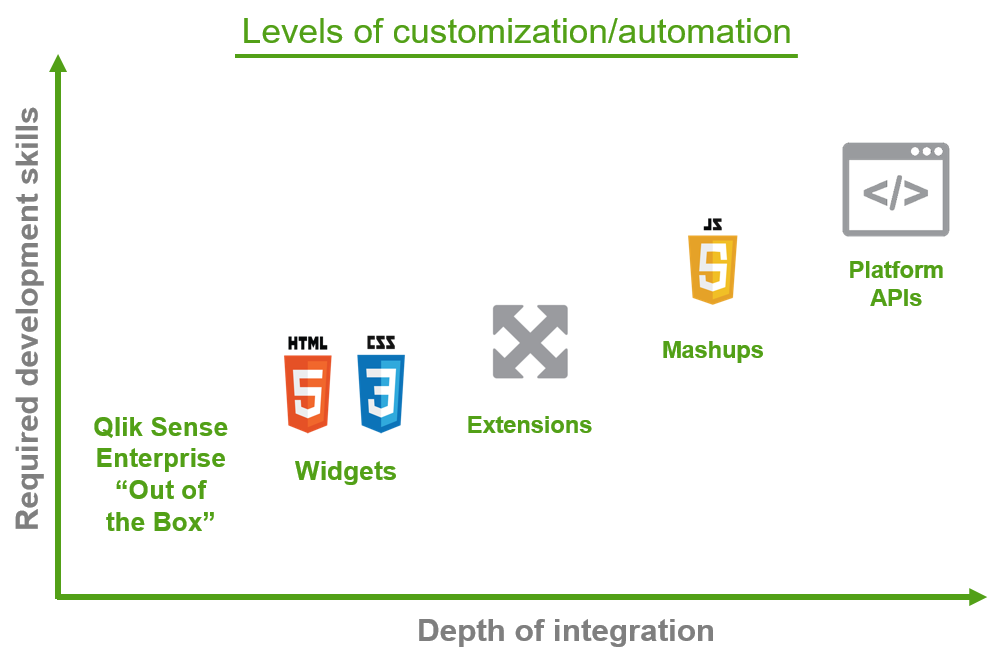 Levels of customization/automation
Required development skills
</>
Platform
APIs
JS
5
Mashups
HTML
5
CSS
3
Extensions
Widgets
Qlik Sense
Enterprise
“Out of
the Box”
Depth of integration